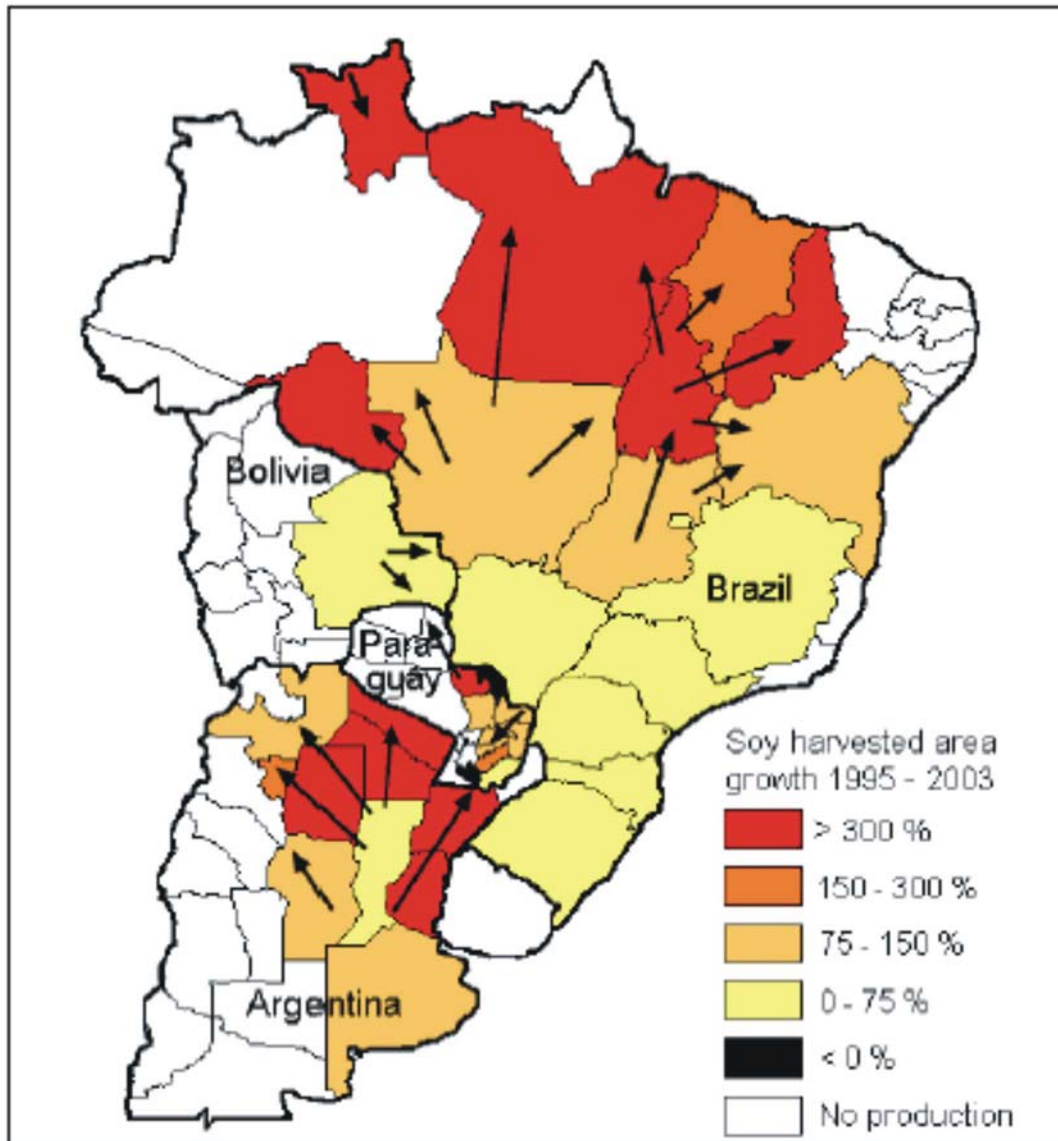 Bolivia
Brazil
Para
guáy
Soy harvested area
growth 1995 - 2003
> 300 %
150 - 300 %
75 - 150 %
0 - 75 %
< 0 %
Argentina
No production